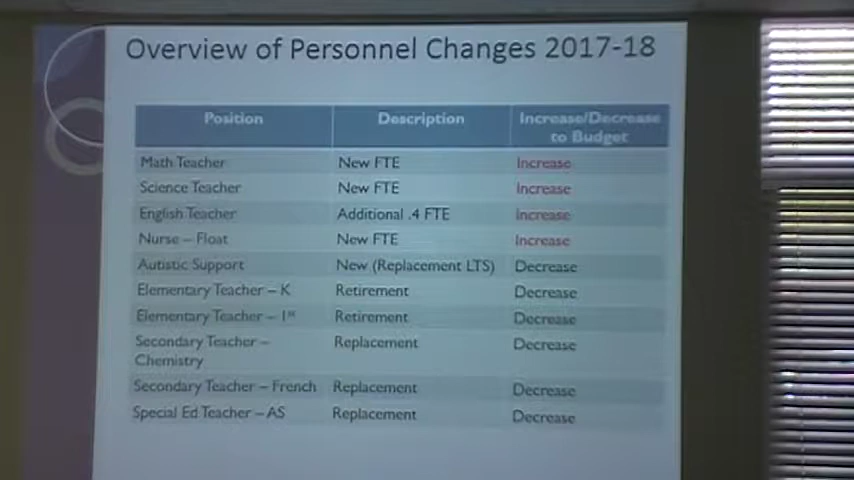 Overview of Personnel Changes 2017-18
Position Description Increase/Decrease to Budget
Math Teacher New FTE Increase
Science Teacher New FTE Increase
English Teacher Additional .4 FTE Increase
Nurse – Float New FTE Increase
Autistic Support New (Replacement LTS) Decrease
Elementary Teacher – K Retirement Decrease
Elementary Teacher – 1st Retirement Decrease
Secondary Teacher – Chemistry Replacement Decrease
Secondary Teacher – French Replacement Decrease
Special Ed Teacher – AS Replacement Decrease